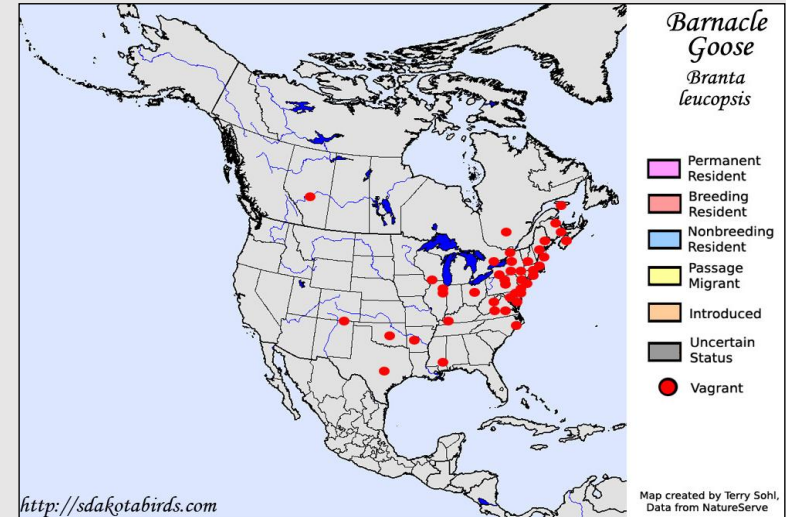 Barnacle
Goose
Branta
leucopsis
Permanent
Resident
Breeding
Resident
Nonbreeding
Resident
Passage
Migrant
Introduced
Uncertain
Status
Vagrant
http://sdakotabirds.com
Map created by Terry Sohl,
Data from NatureServe